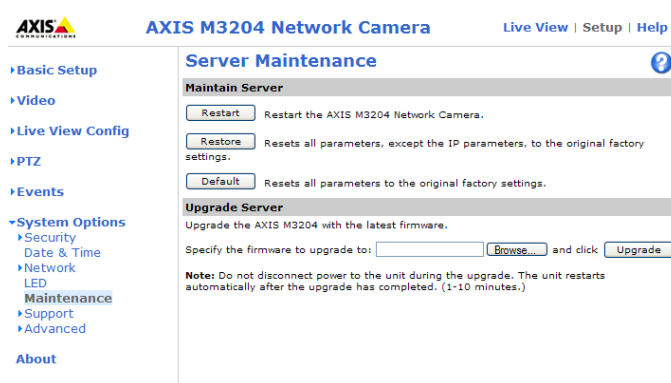 AXIS
COMMUNICATIONS
AXIS M3204 Network Camera
Live View | Setup | Help
Basic Setup
Video
Live View Config
PTZ
Events
System Options
Security
Date & Time
Network
LED
Maintenance
Support
Advanced
About
Server Maintenance
?
Maintain Server
Restart Restart the AXIS M3204 Network Camera.
Restore Resets all parameters, except the IP parameters, to the original factory
settings.
Default Resets all parameters to the original factory settings.
Upgrade Server
Upgrade the AXIS M3204 with the latest firmware.
Specify the firmware to upgrade to: Browse... and click Upgrade
Note: Do not disconnect power to the unit during the upgrade. The unit restarts
automatically after the upgrade has completed. (1-10 minutes.)